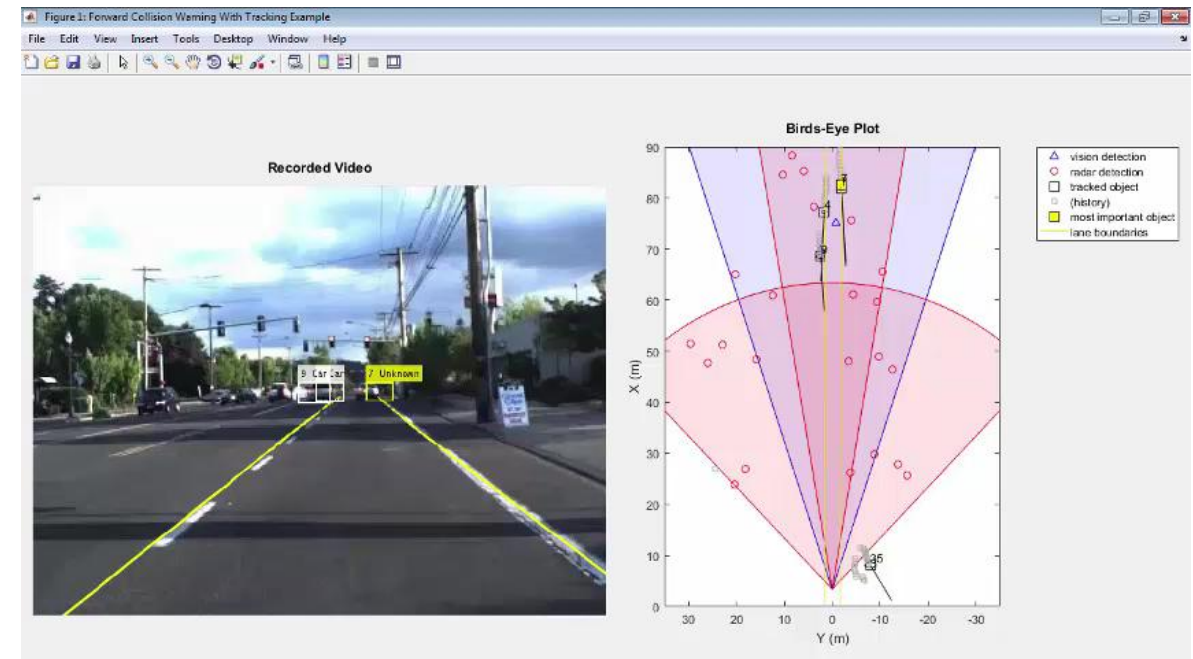 Figure 1: Forward Collision Warning With Tracking Example
File Edit View Insert Tools Desktop Window Help
Recorded Video
9 Car Car
7 Unknown
Birds-Eye Plot
90
80
70
60
50
40
30
20
10
0
X (m)
30 20 10 0 -10 -20 -30
Y (m)
7
4
9
35
vision detection
radar detection
tracked object
(history)
most important object
lane boundaries